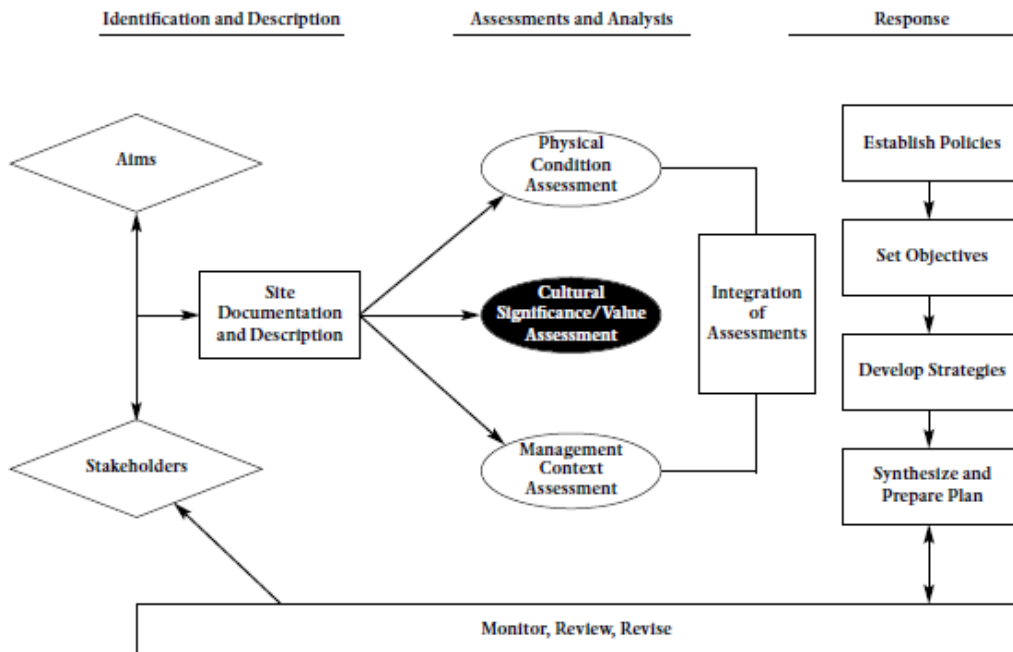 Identification and Description
Assessments and Analysis
Response
Aims
Stakeholders
Site
Documentation
and Description
Physical
Condition
Assessment
Cultural
Significance/Value
Assessment
Management
Context
Assessment
Integration
of
Assessments
Establish Policies
Set Objectives
Develop Strategies
Synthesize and
Prepare Plan
Monitor, Review, Revise